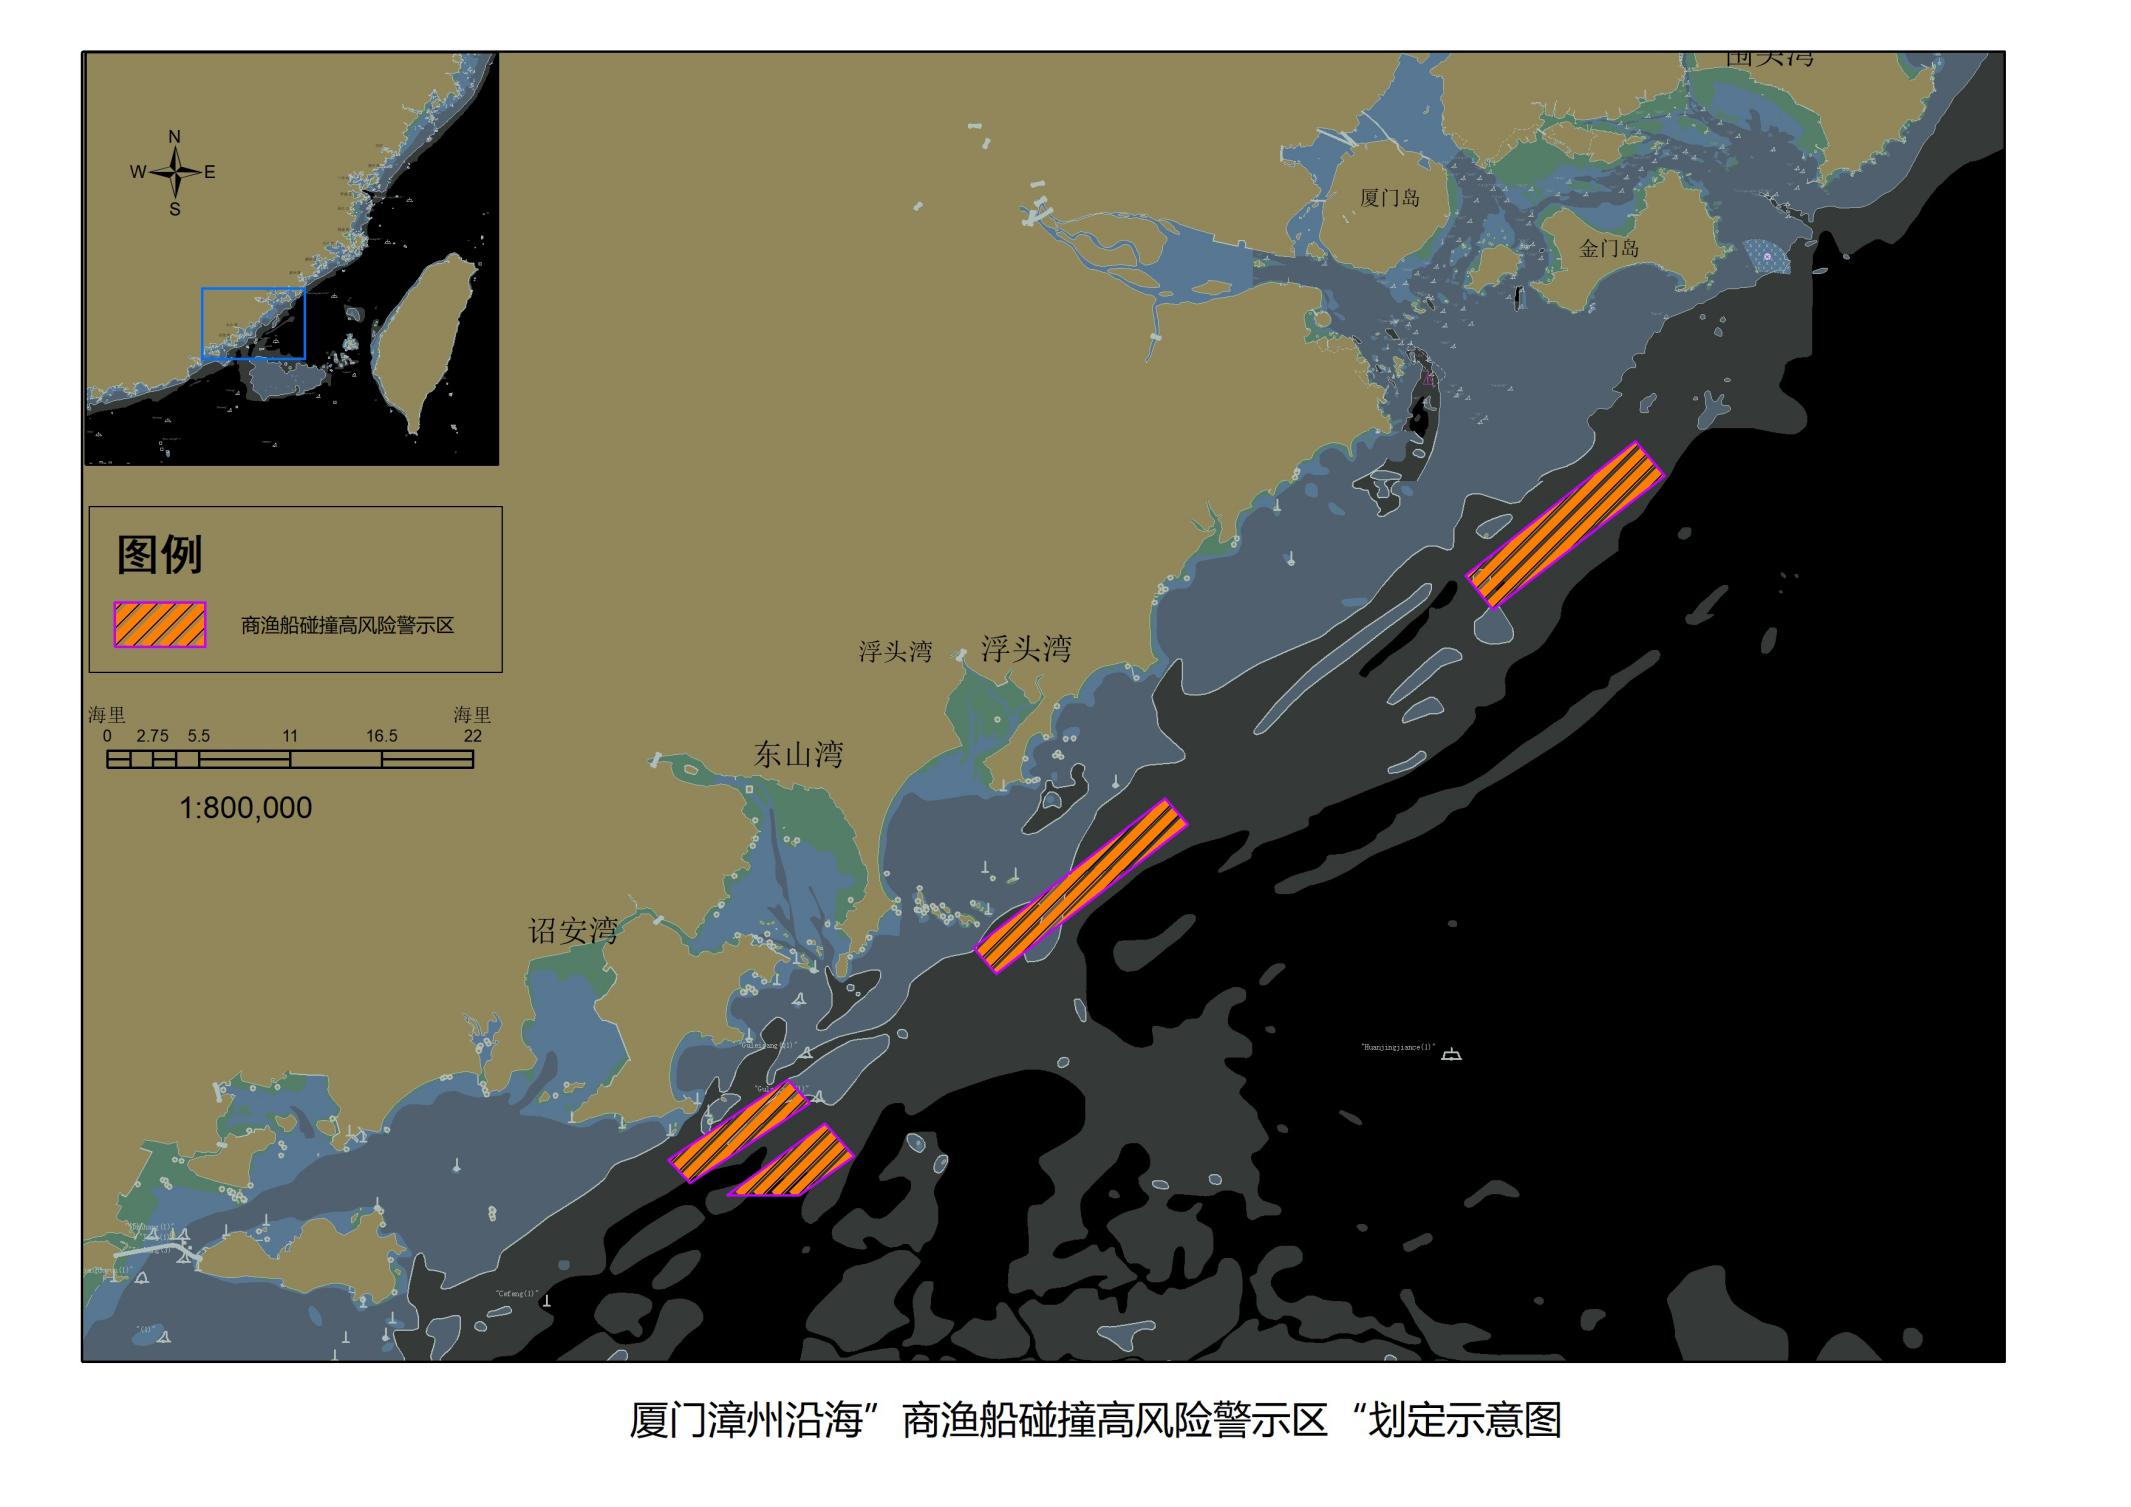 围头湾
N
W E
S
厦门岛
金门岛
图例
商渔船碰撞高风险警示区
浮头湾 浮头湾
海里 海里
0 2.75 5.5 11 16.5 22
东山湾
1:800,000
诏安湾
"Huanjingjiance(1)"
"Cefeng(1)"
"(1)"
厦门漳州沿海”商渔船碰撞高风险警示区“划定示意图